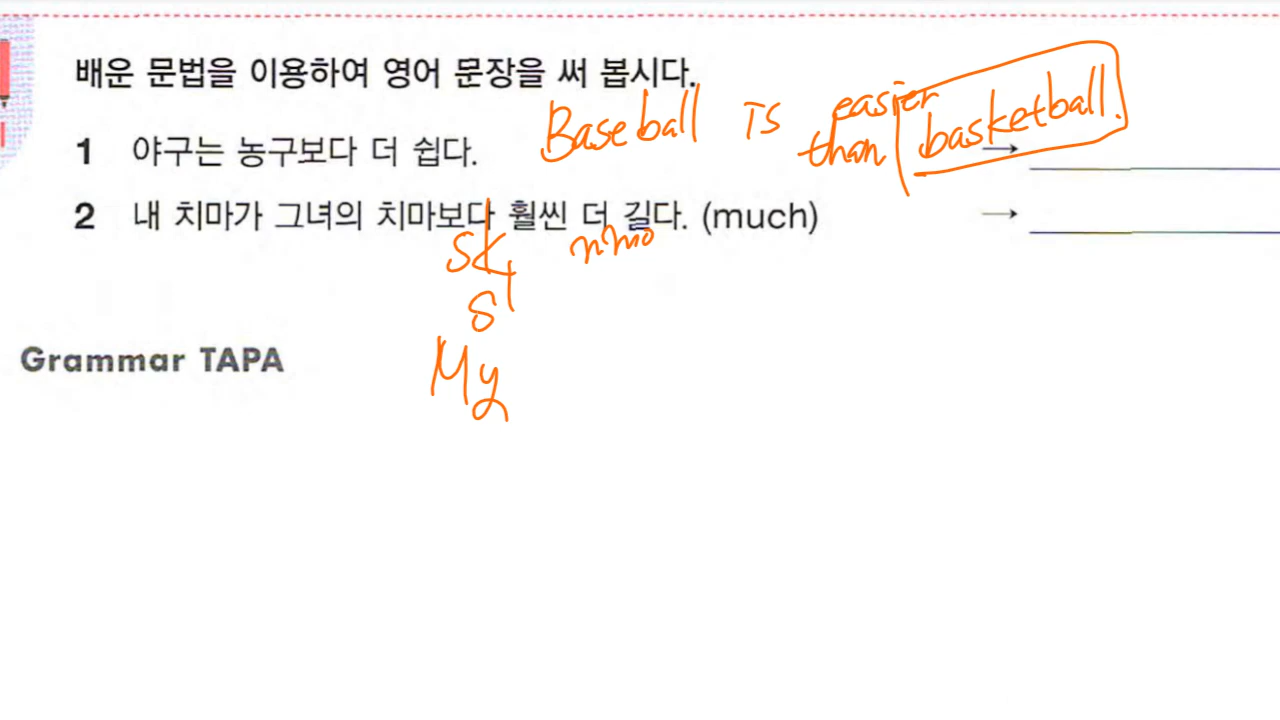 배운 문법을 이용하여 영어 문장을 써 봅시다.
Baseball is easier
than basketball.
1 야구는 농구보다 더 쉽다. →
2 내 치마가 그녀의 치마보다 훨씬 더 길다. (much) →
My
Grammar TAPA